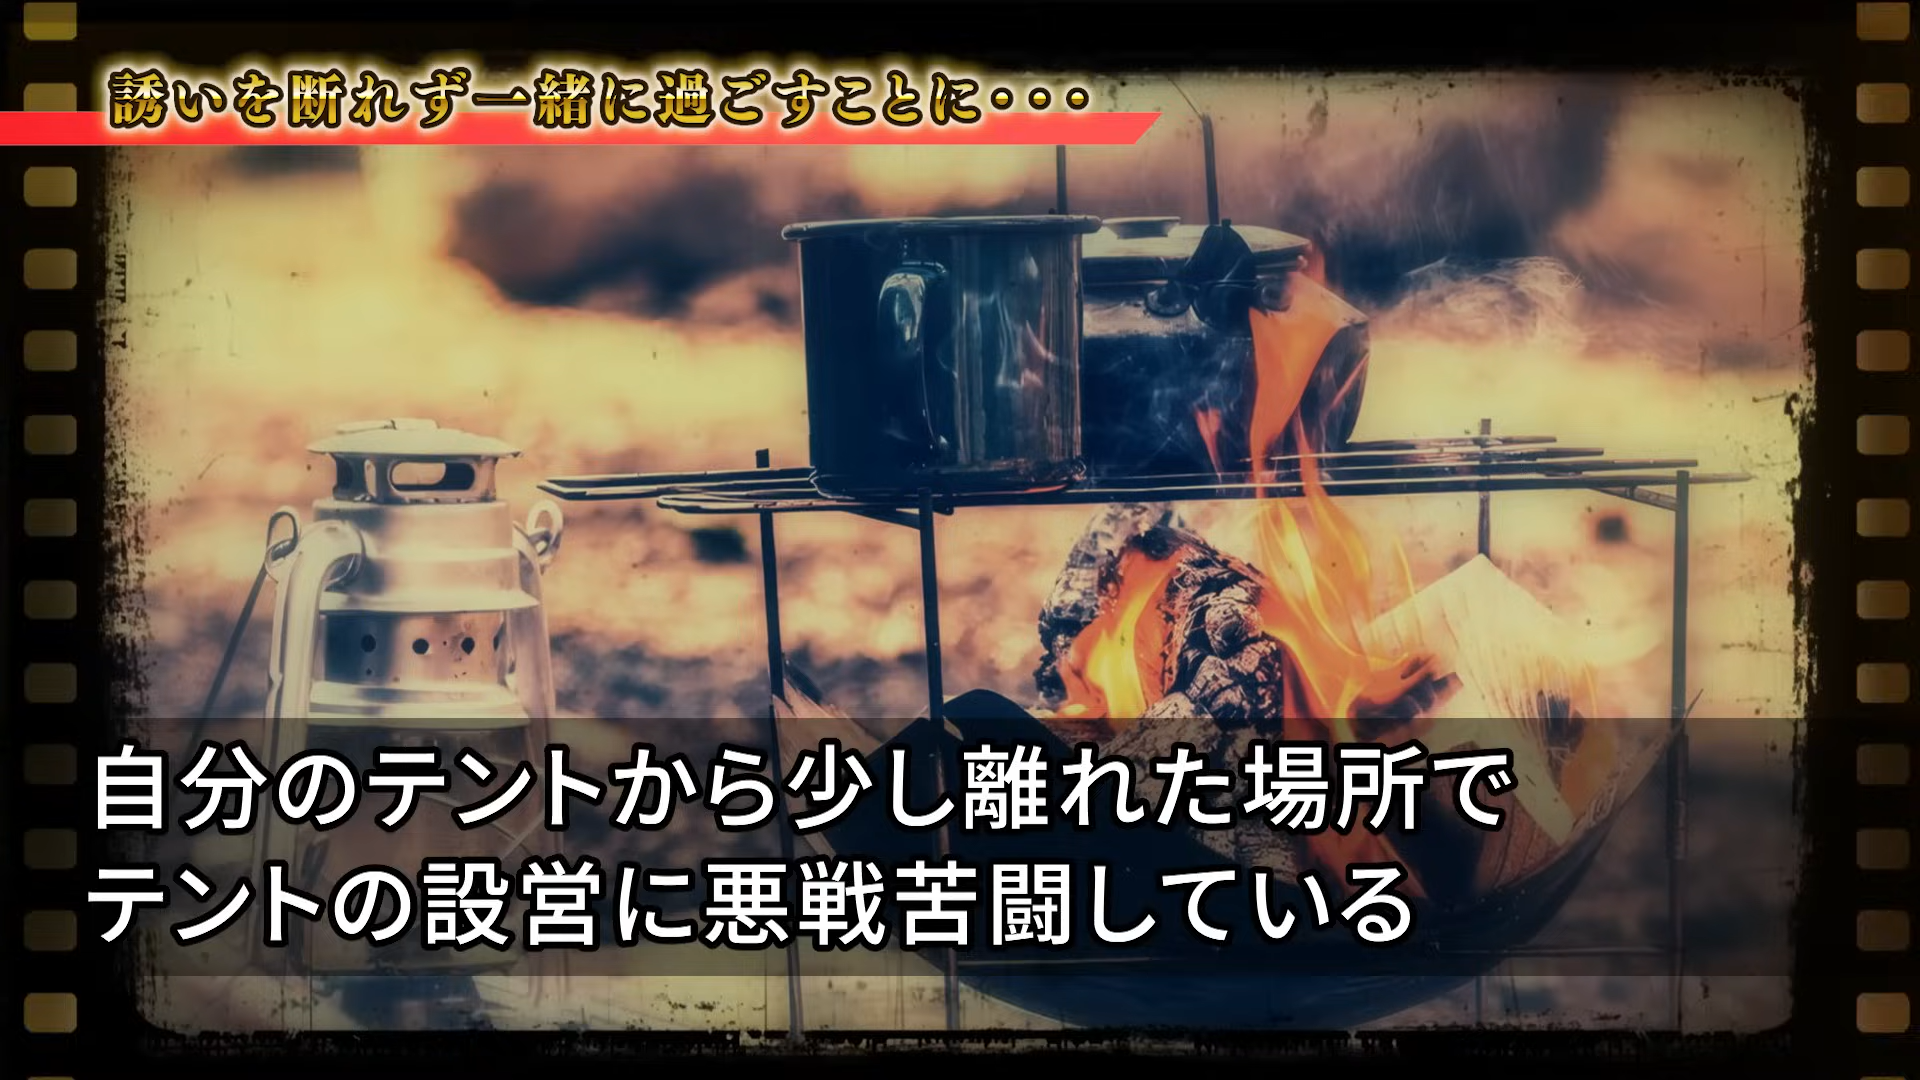 誘いを断れず一緒に過ごすことに・・・
自分のテントから少し離れた場所で
テントの設営に悪戦苦闘している